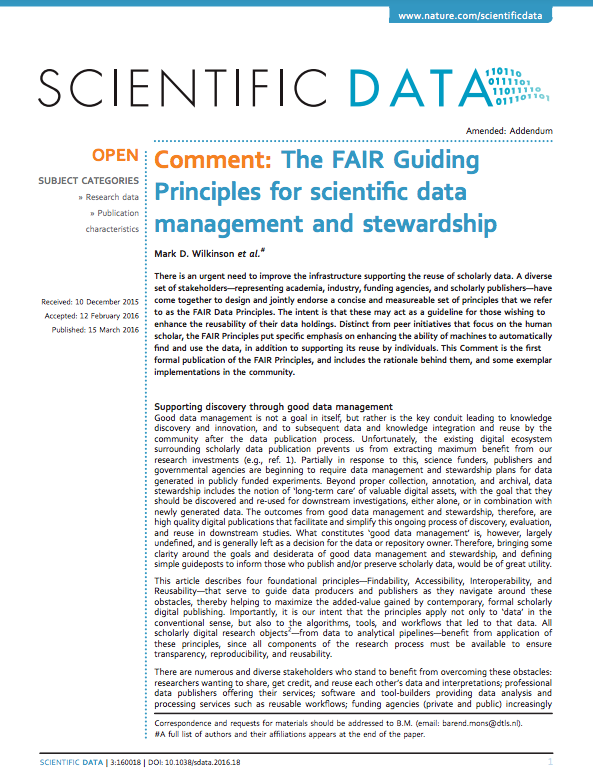 www.nature.com/scientificdata
SCIENTIFIC DATA
110110
011101
11011110
011101101
Amended: Addendum
OPEN
SUBJECT CATEGORIES
» Research data
» Publication
characteristics
Received: 10 December 2015
Accepted: 12 February 2016
Published: 15 March 2016
Comment: The FAIR Guiding
Principles for scientific data
management and stewardship
Mark D. Wilkinson et al.#
There is an urgent need to improve the infrastructure supporting the reuse of scholarly data. A diverse
set of stakeholders—representing academia, industry, funding agencies, and scholarly publishers—have
come together to design and jointly endorse a concise and measureable set of principles that we refer
to as the FAIR Data Principles. The intent is that these may act as a guideline for those wishing to
enhance the reusability of their data holdings. Distinct from peer initiatives that focus on the human
scholar, the FAIR Principles put specific emphasis on enhancing the ability of machines to automatically
find and use the data, in addition to supporting its reuse by individuals. This Comment is the first
formal publication of the FAIR Principles, and includes the rationale behind them, and some exemplar
implementations in the community.
Supporting discovery through good data management
Good data management is not a goal in itself, but rather is the key conduit leading to knowledge
discovery and innovation, and to subsequent data and knowledge integration and reuse by the
community after the data publication process. Unfortunately, the existing digital ecosystem
surrounding scholarly data publication prevents us from extracting maximum benefit from our
research investments (e.g., ref. 1). Partially in response to this, science funders, publishers and
governmental agencies are beginning to require data management and stewardship plans for data
generated in publicly funded experiments. Beyond proper collection, annotation, and archival, data
stewardship includes the notion of 'long-term care' of valuable digital assets, with the goal that they
should be discovered and re-used for downstream investigations, either alone, or in combination with
newly generated data. The outcomes from good data management and stewardship, therefore, are
high quality digital publications that facilitate and simplify this ongoing process of discovery, evaluation,
and reuse in downstream studies. What constitutes 'good data management' is, however, largely
undefined, and is generally left as a decision for the data or repository owner. Therefore, bringing some
clarity around the goals and desiderata of good data management and stewardship, and defining
simple guideposts to inform those who publish and/or preserve scholarly data, would be of great utility.
This article describes four foundational principles—Findability, Accessibility, Interoperability, and
Reusability—that serve to guide data producers and publishers as they navigate around these
obstacles, thereby helping to maximize the added-value gained by contemporary, formal scholarly
digital publishing. Importantly, it is our intent that the principles apply not only to 'data' in the
conventional sense, but also to the algorithms, tools, and workflows that led to that data. All
scholarly digital research objects2—from data to analytical pipelines—benefit from application of
these principles, since all components of the research process must be available to ensure
transparency, reproducibility, and reusability.
There are numerous and diverse stakeholders who stand to benefit from overcoming these obstacles:
researchers wanting to share, get credit, and reuse each other's data and interpretations; professional
data publishers offering their services; software and tool-builders providing data analysis and
processing services such as reusable workflows; funding agencies (private and public) increasingly
Correspondence and requests for materials should be addressed to B.M. (email: barend.mons@dtls.nl).
#A full list of authors and their affiliations appears at the end of the paper.
SCIENTIFIC DATA | 3:160018 | DOI: 10.1038/sdata.2016.18
1